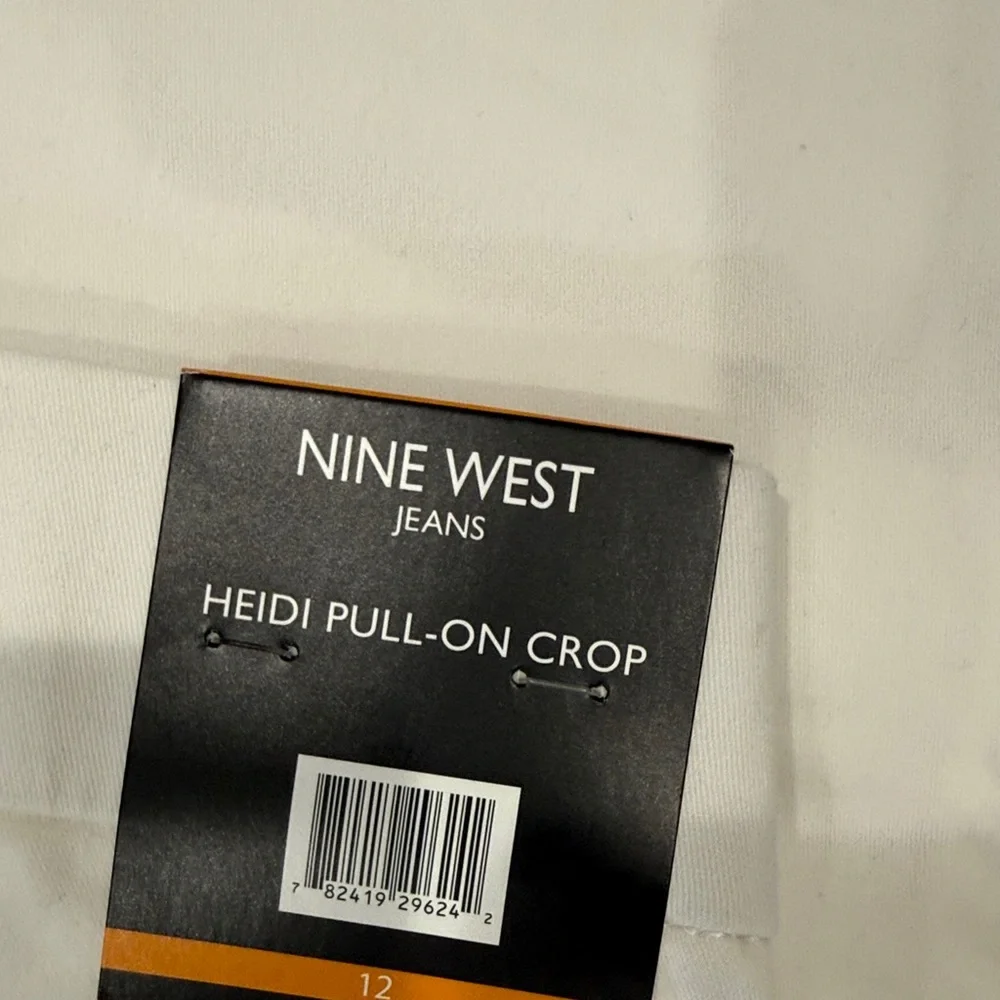 NINE WEST
JEANS
HEIDI PULL-ON CROP
7 82419 29624 2
12